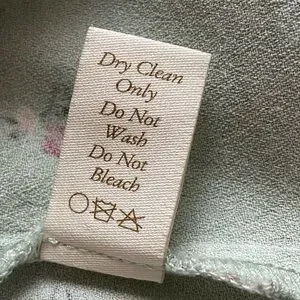 Dry Clean
Only
Do Not
Wash
Do Not
Bleach